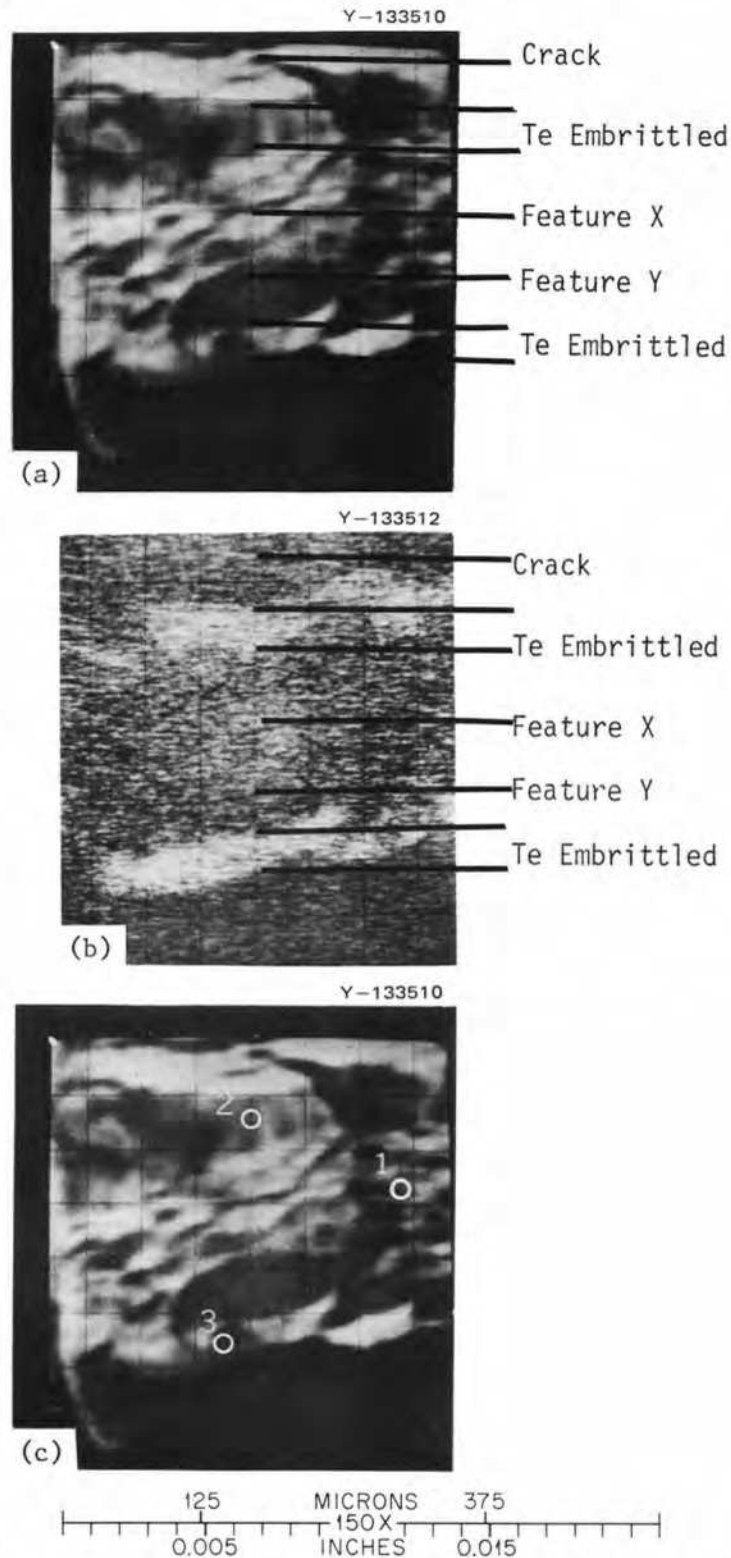 Y-133510
Crack
Te Embrittled
Feature X
Feature Y
Te Embrittled
(a)
Y-133512
Crack
Te Embrittled
Feature X
Feature Y
Te Embrittled
(b)
Y-133510
2
1
3
(c)
125 MICRONS 375
150X
0.005 INCHES 0.015